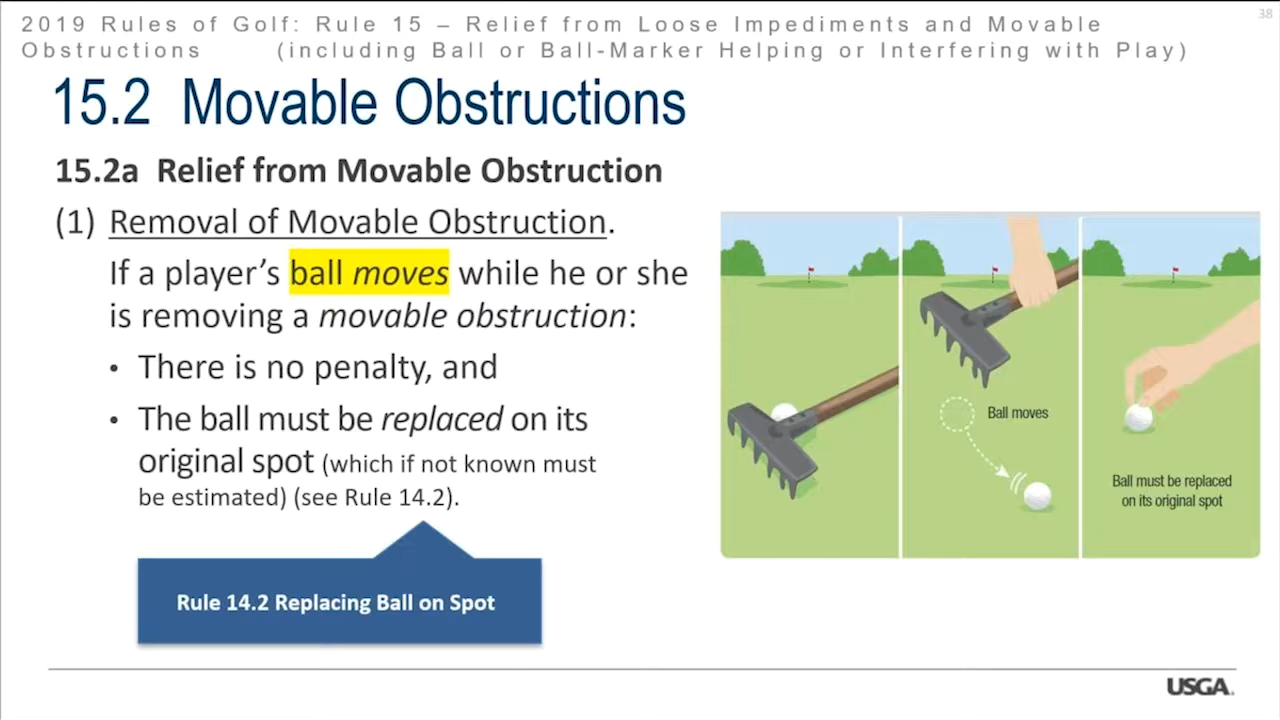 38
2019 Rules of Golf: Rule 15 – Relief from Loose Impediments and Movable
Obstructions (including Ball or Ball-Marker Helping or Interfering with Play)
15.2 Movable Obstructions
15.2a Relief from Movable Obstruction
(1) Removal of Movable Obstruction.
If a player’s ball moves while he or she
is removing a movable obstruction:
• There is no penalty, and
• The ball must be replaced on its
original spot (which if not known must
be estimated) (see Rule 14.2).
Rule 14.2 Replacing Ball on Spot
Ball moves
Ball must be replaced
on its original spot
USGA.